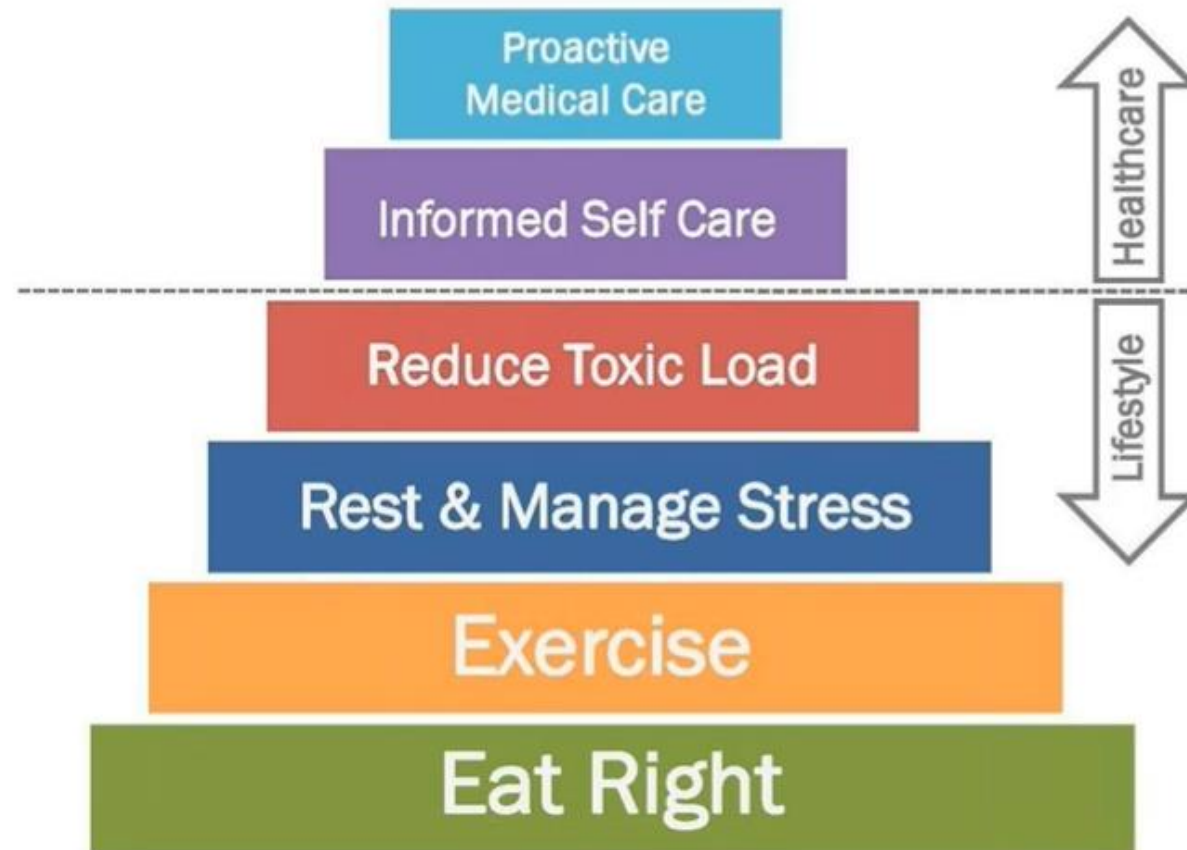 Proactive
Medical Care
Informed Self Care
Healthcare
Reduce Toxic Load
Lifestyle
Rest & Manage Stress
Exercise
Eat Right